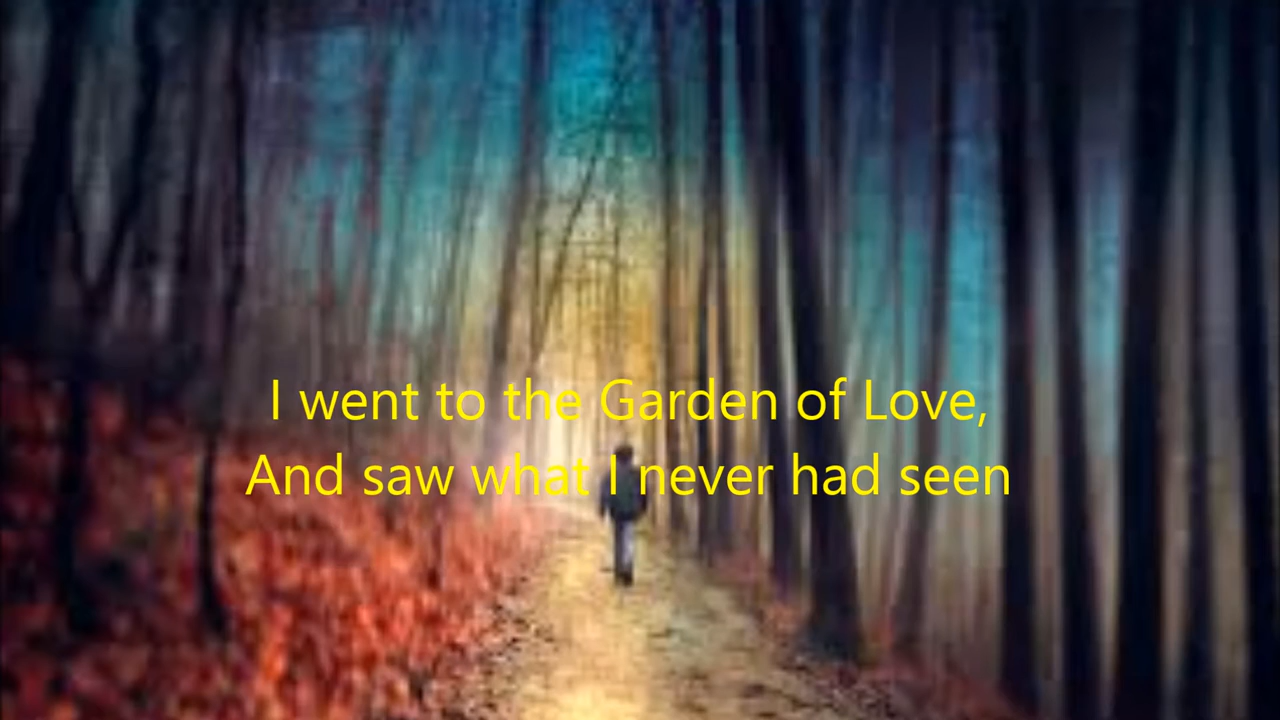 I went to the Garden of Love,
And saw what I never had seen